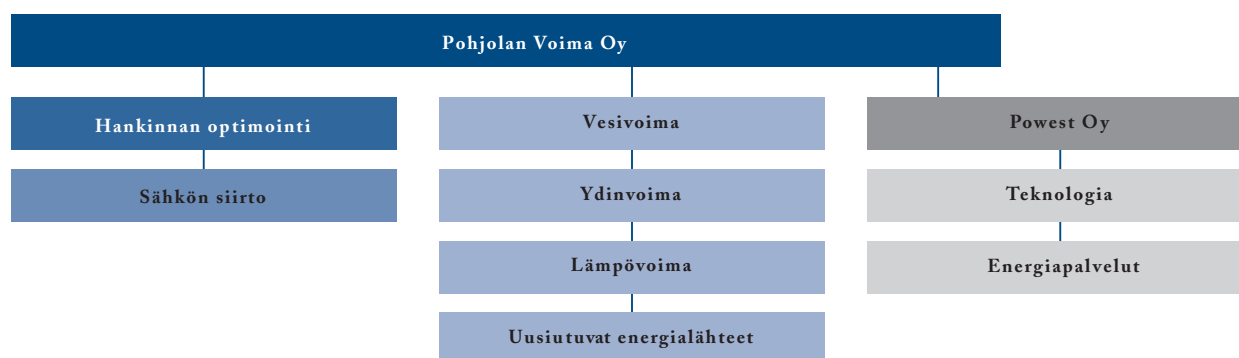 Pohjolan Voima Oy
Hankinnan optimointi
Sähkön siirto
Vesivoima
Ydinvoima
Lämpövoima
Uusiutuvat energialähteet
Powest Oy
Teknologia
Energiapalvelut